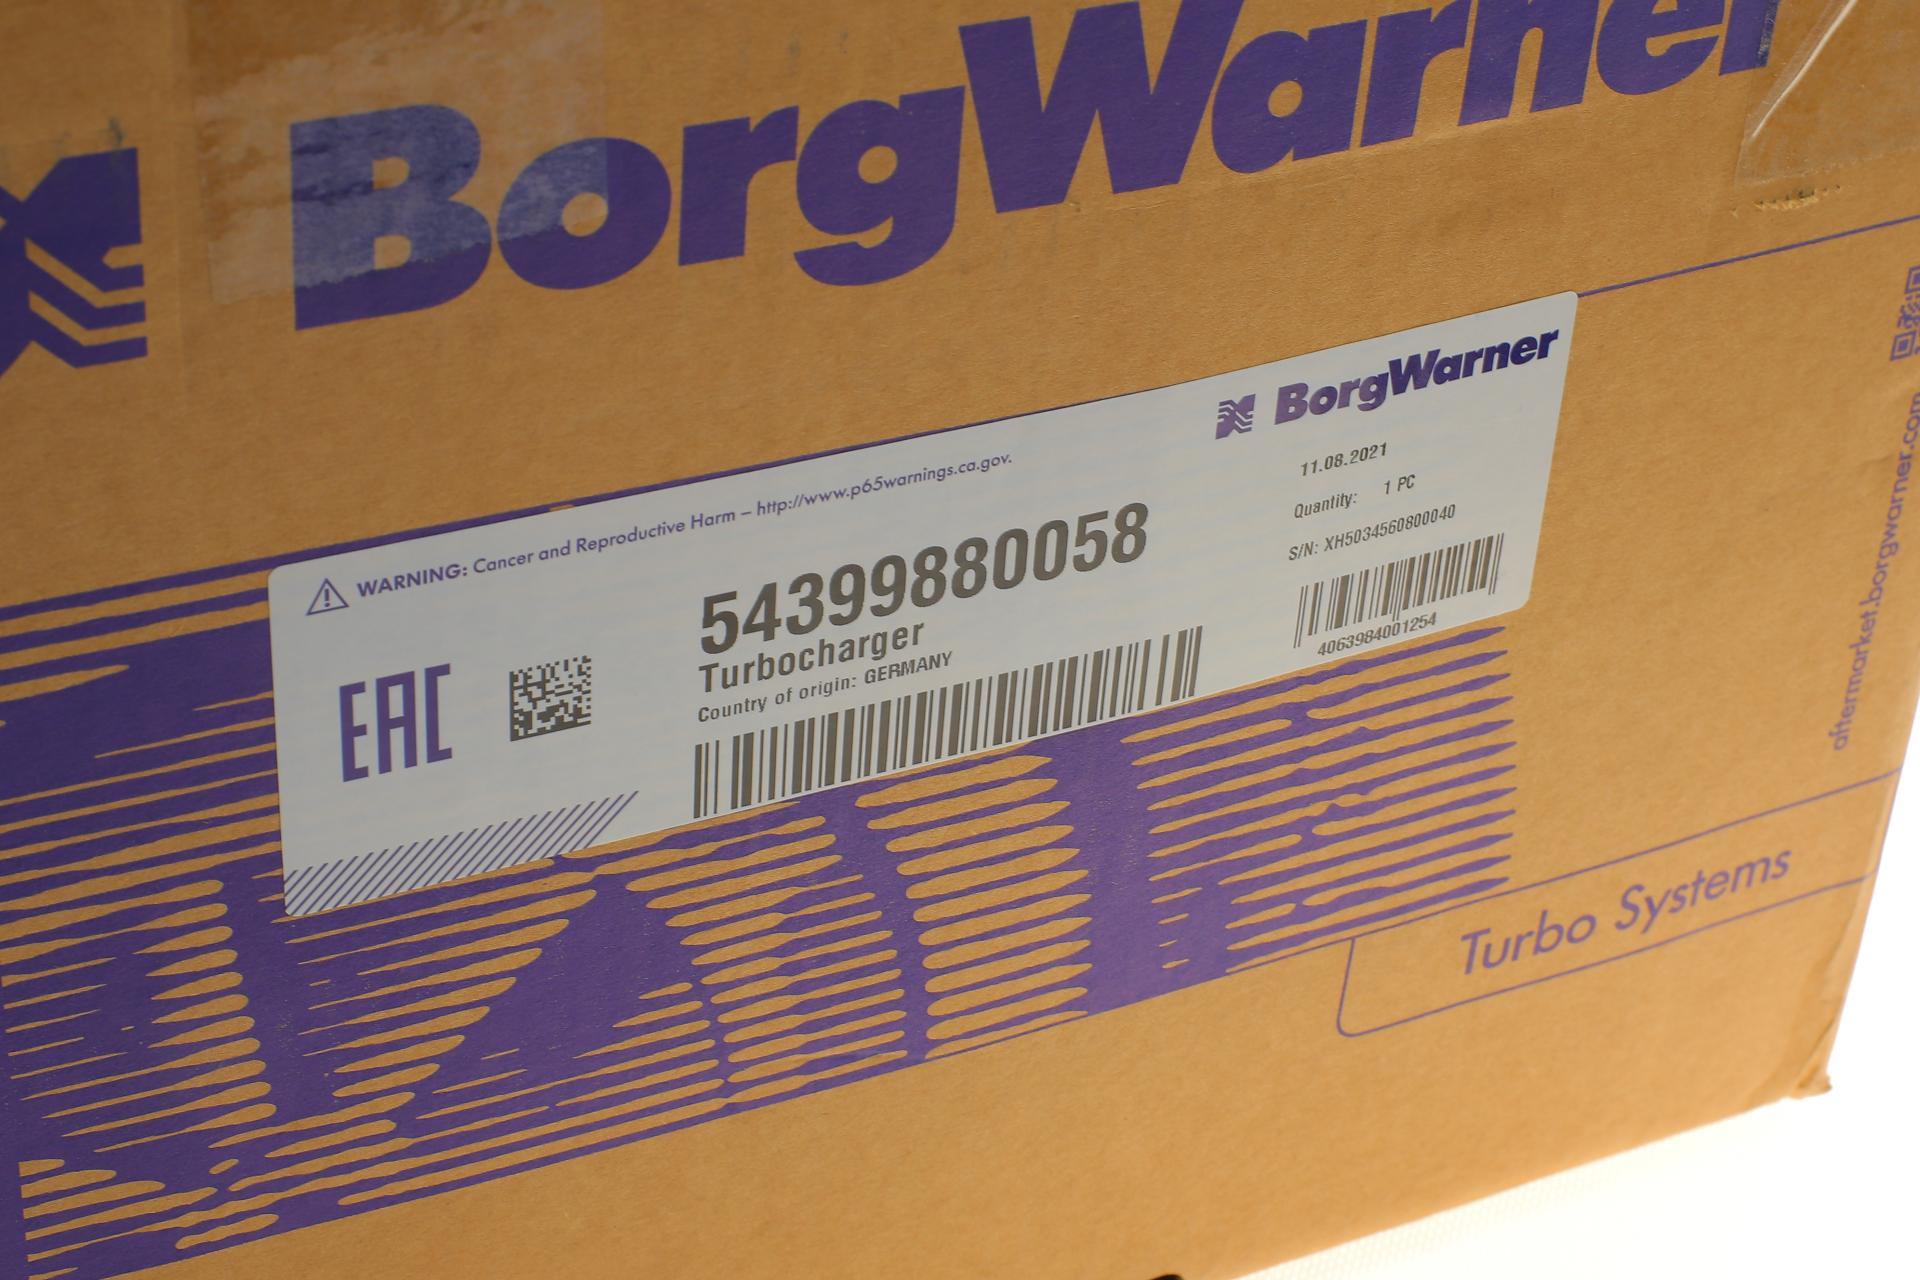 BorgWarner
BorgWarner
WARNING: Cancer and Reproductive Harm – http://www.p65warnings.ca.gov.
11.08.2021
Quantity: 1 PC
S/N: XH5034560800040
4063984001254
54399880058
Turbocharger
Country of origin: GERMANY
EAC
aftermarket.borgwarner.com
Turbo Systems